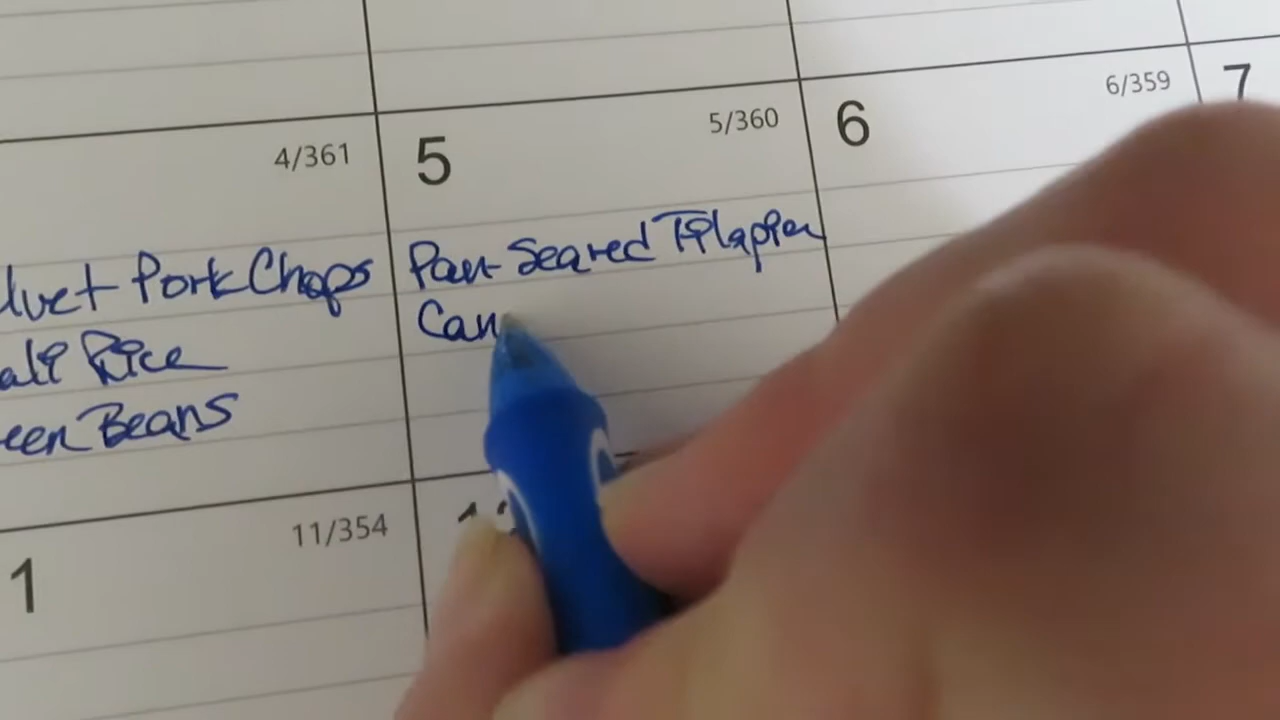 4/361
5
5/360
6
6/359
7
Pork Chops
Pan Seared Tilapia
Rice
Can
Beans
1
11/354